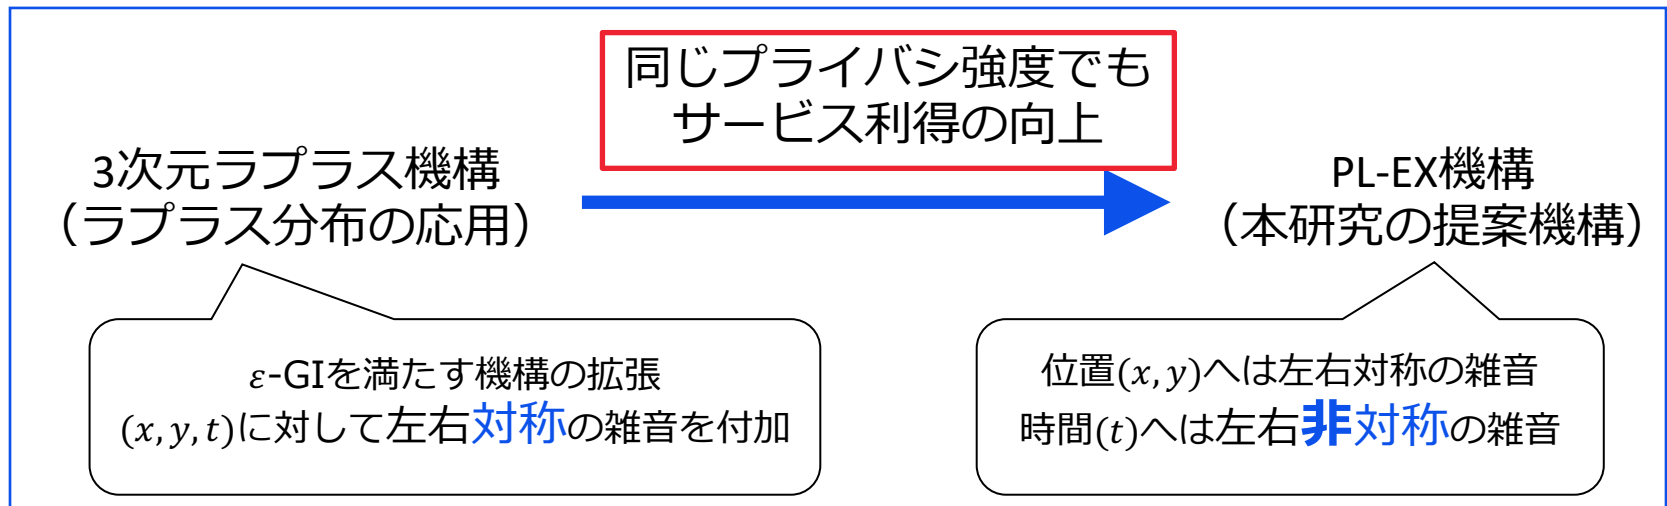 同じプライバシ強度でも
サービス利得の向上
3次元ラプラス機構
（ラプラス分布の応用）
PL-EX機構
（本研究の提案機構）
ε-GIを満たす機構の拡張
(x, y, t)に対して左右対称の雑音を付加
位置(x, y)へは左右対称の雑音
時間(t)へは左右非対称の雑音